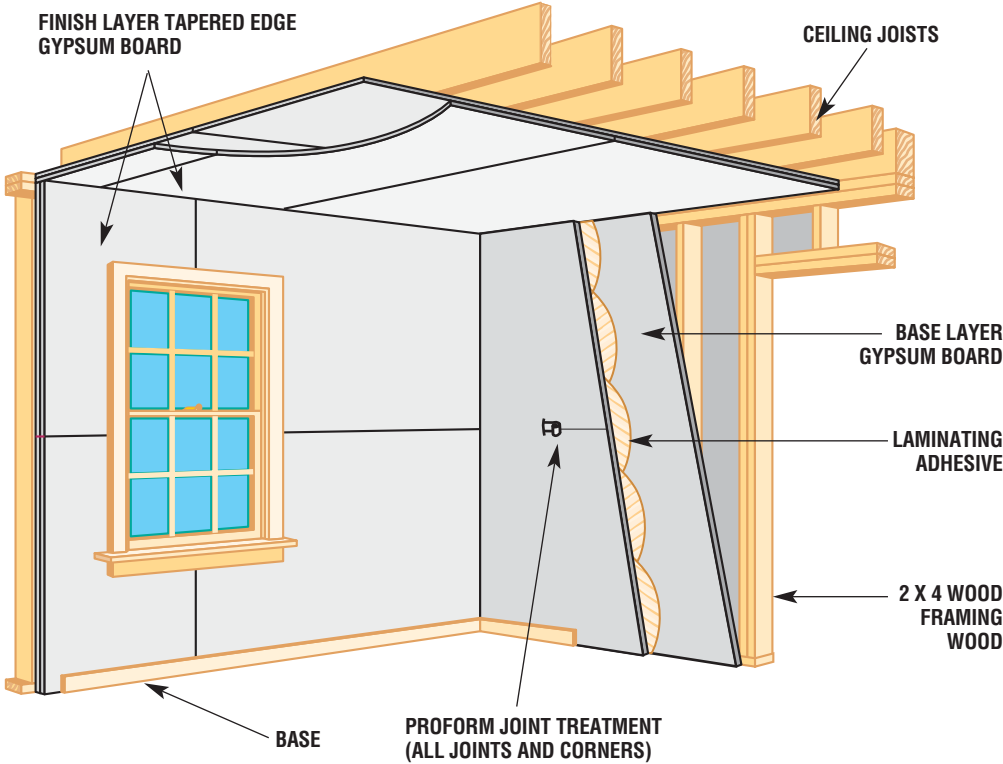 FINISH LAYER TAPERED EDGE
GYPSUM BOARD
CEILING JOISTS
BASE LAYER
GYPSUM BOARD
LAMINATING
ADHESIVE
2 X 4 WOOD
FRAMING
WOOD
BASE
PROFORM JOINT TREATMENT
(ALL JOINTS AND CORNERS)